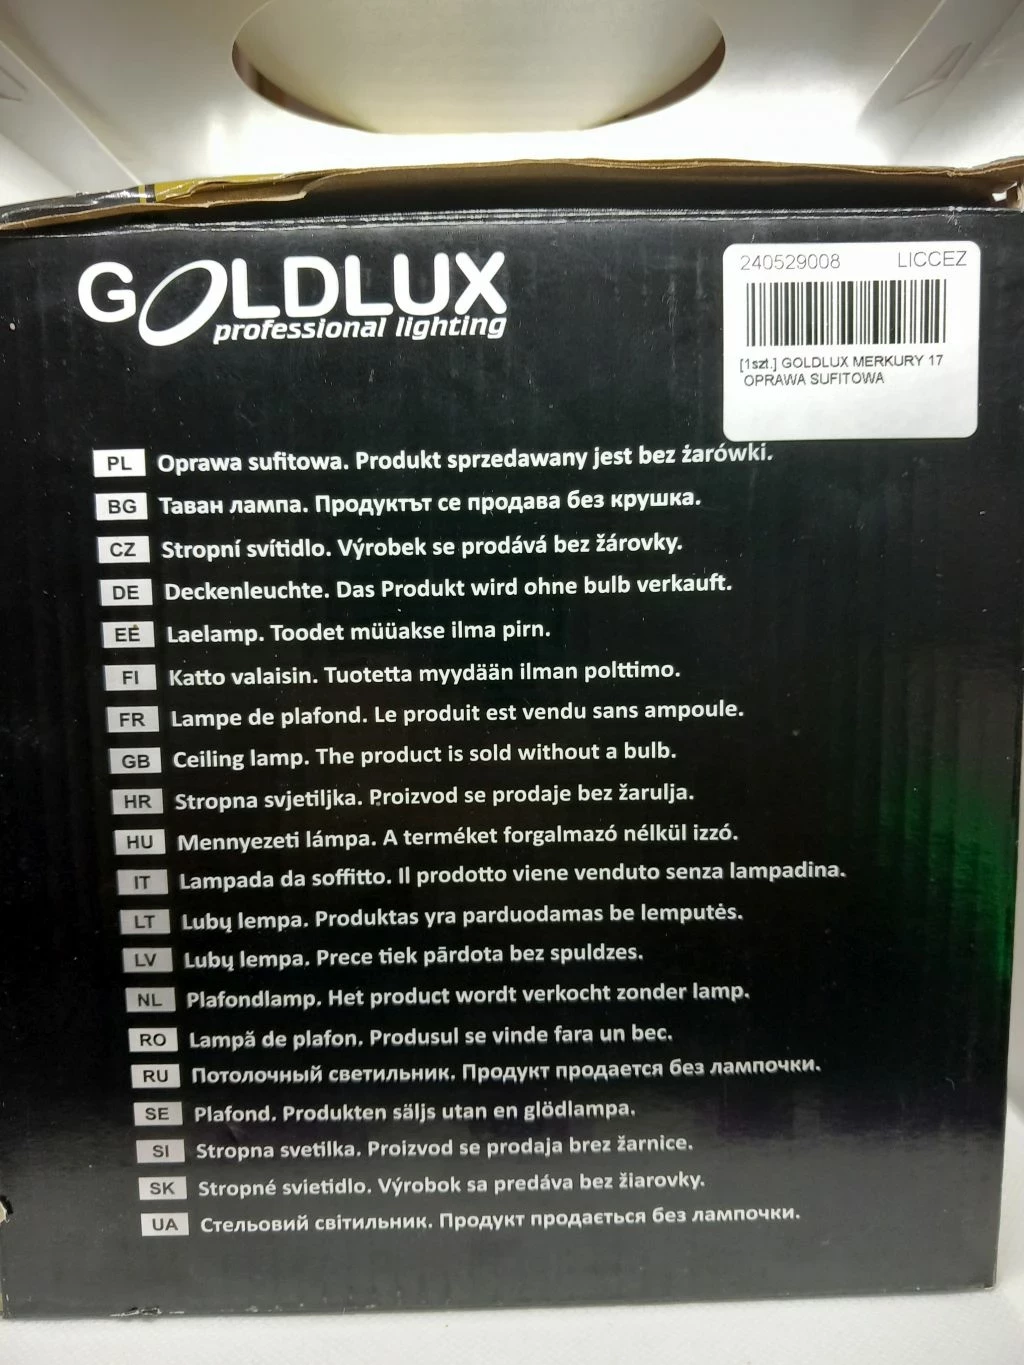 GOLDLUX
professional lighting
240529008 LICCEZ
[1szt.] GOLDLUX MERKURY 17
OPRAWA SUFITOWA
PL Oprawa sufitowa. Produkt sprzedawany jest bez żarówki.
BG Таван лампа. Продуктът се продава без крушка.
CZ Stropní svítidlo. Výrobek se prodává bez žárovky.
DE Deckenleuchte. Das Produkt wird ohne bulb verkauft.
EE Laelamp. Toodet müüakse ilma pirn.
FI Katto valaisin. Tuotetta myydään ilman polttimo.
FR Lampe de plafond. Le produit est vendu sans ampoule.
GB Ceiling lamp. The product is sold without a bulb.
HR Stropna svjetiljka. Proizvod se prodaje bez žarulja.
HU Mennyezeti lámpa. A terméket forgalmazó nélkül izzó.
IT Lampada da soffitto. Il prodotto viene venduto senza lampadina.
LT Lubų lempa. Produktas yra parduodamas be lemputės.
LV Lubų lempa. Prece tiek pārdota bez spuldzes.
NL Plafondlamp. Het product wordt verkocht zonder lamp.
RO Lampă de plafon. Produsul se vinde fara un bec.
RU Потолочный светильник. Продукт продается без лампочки.
SE Plafond. Produkten säljs utan en glödlampa.
SI Stropna svetilka. Proizvod se prodaja brez žarnice.
SK Stropné svietidlo. Výrobok sa predáva bez žiarovky.
UA Стельовий світильник. Продукт продається без лампочки.